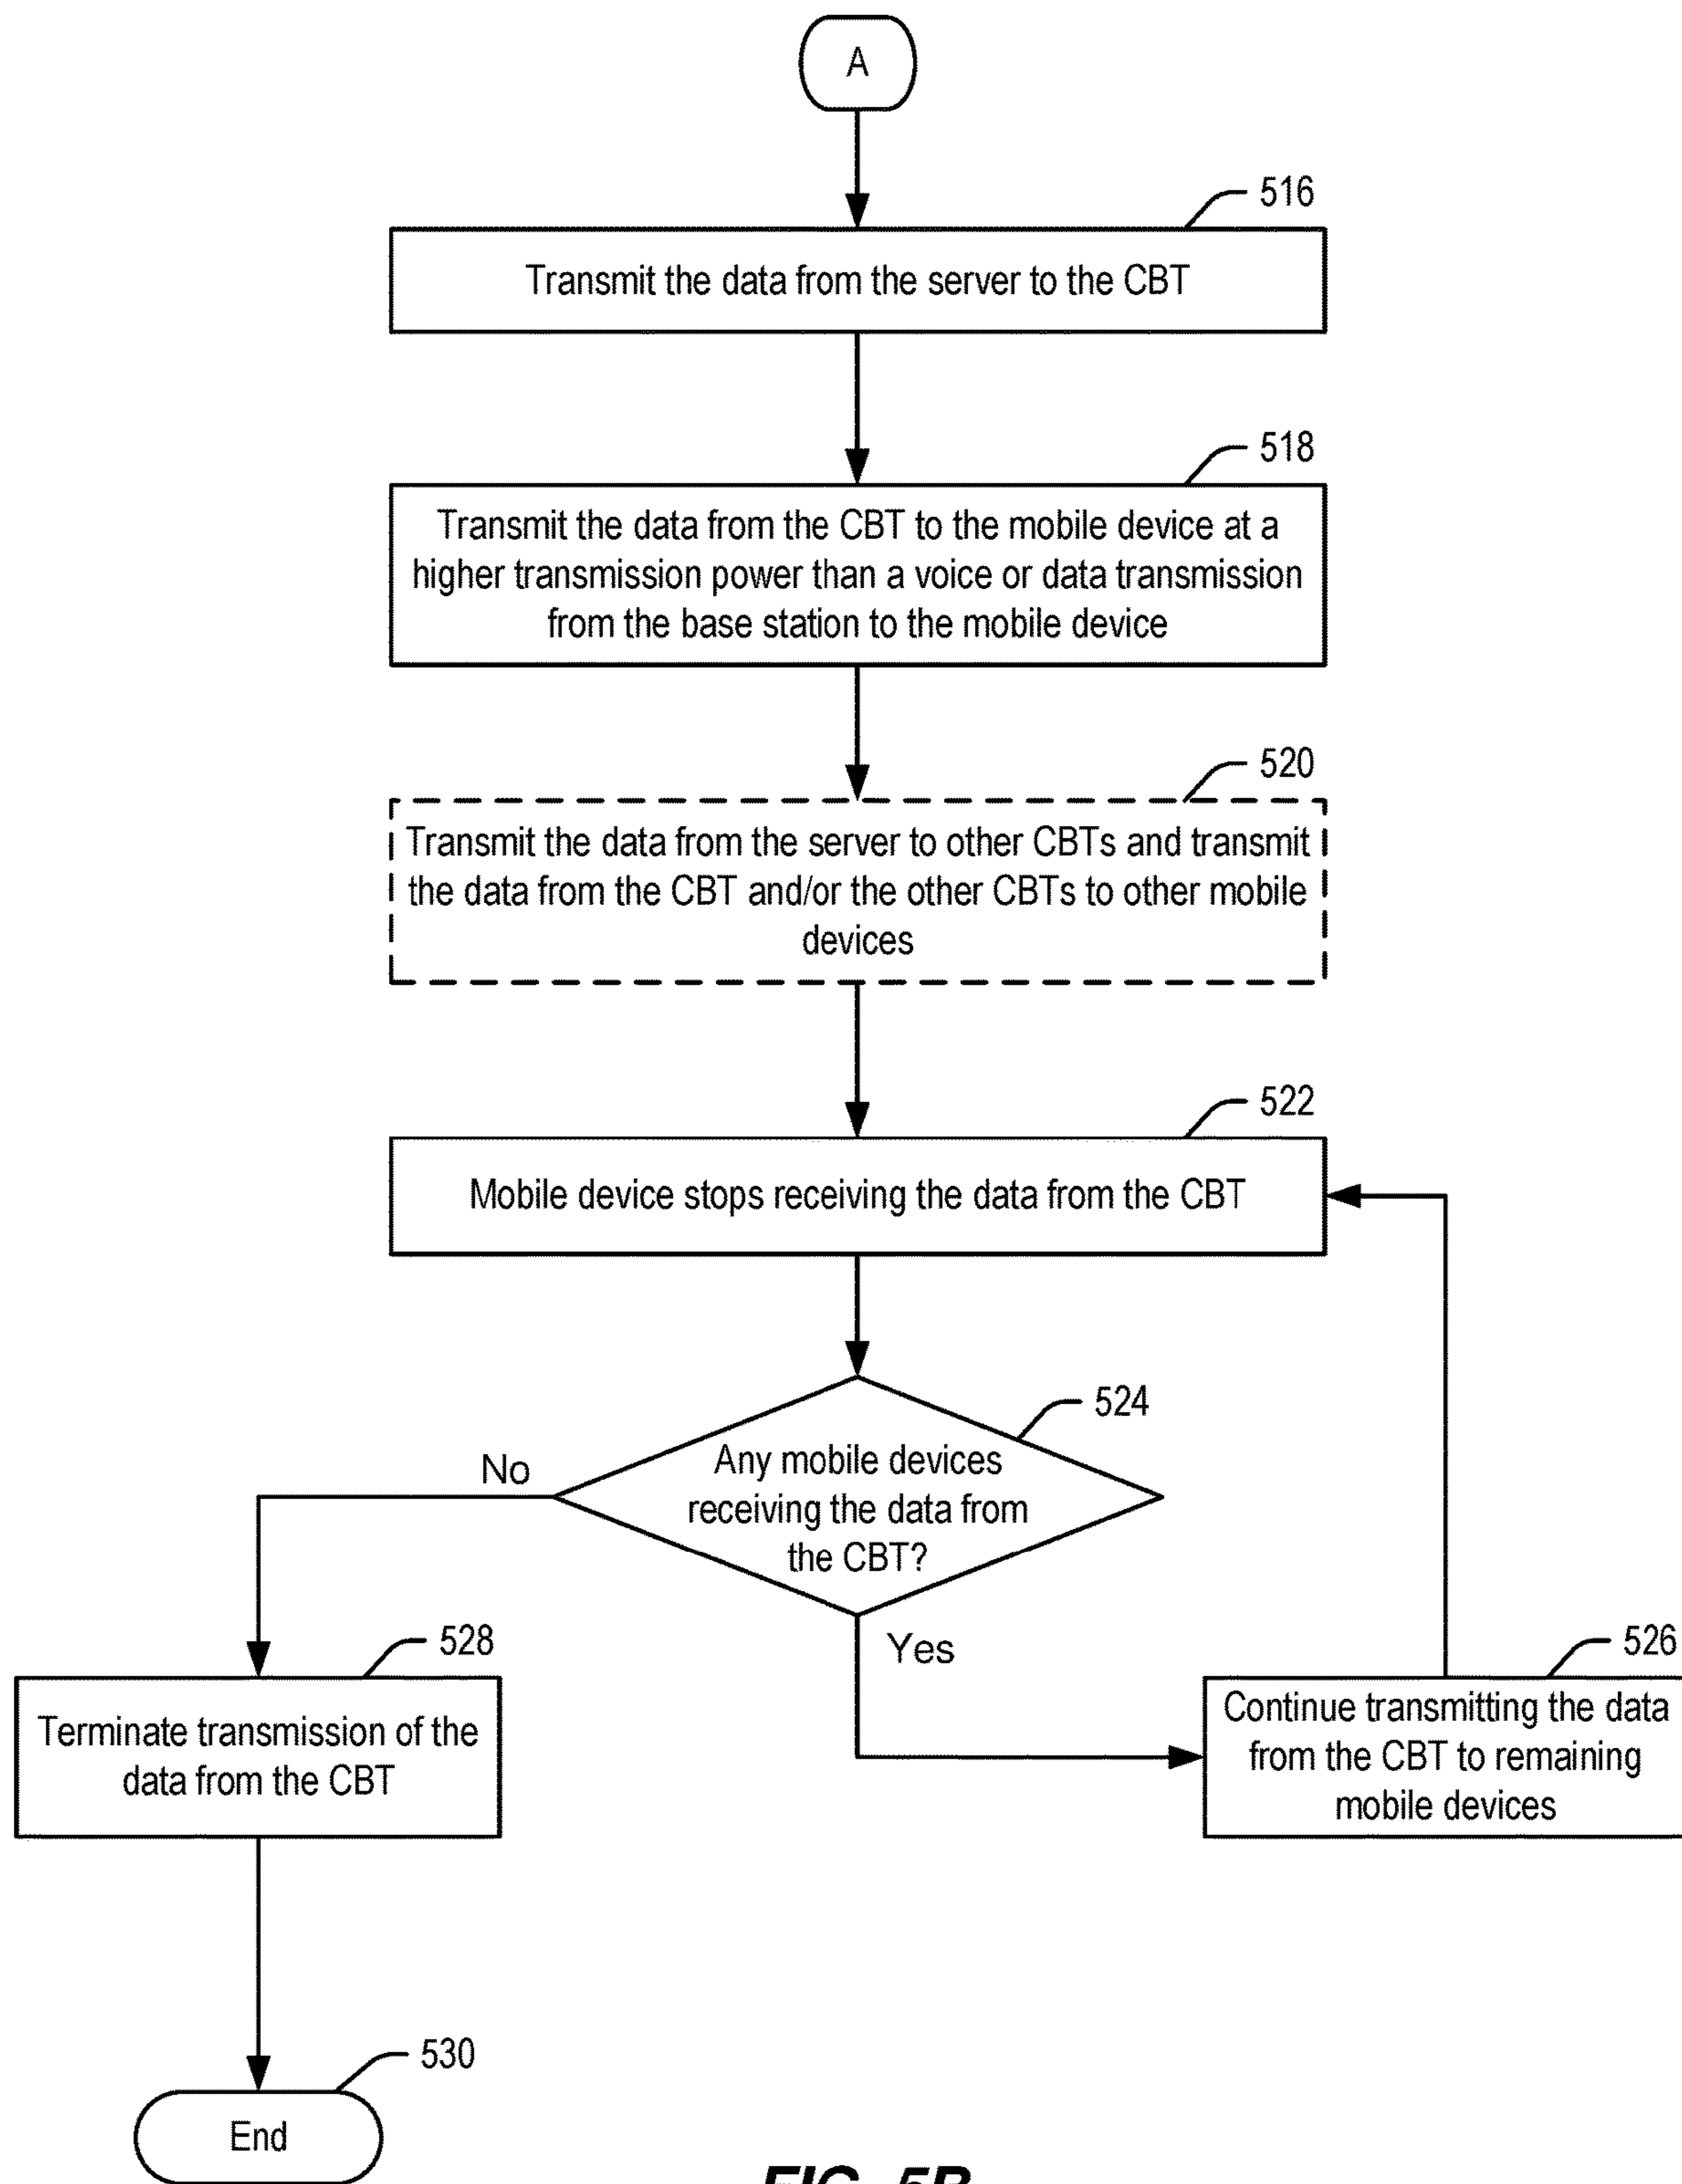 A
516
Transmit the data from the server to the CBT
518
Transmit the data from the CBT to the mobile device at a
higher transmission power than a voice or data transmission
from the base station to the mobile device
520
Transmit the data from the server to other CBTs and transmit
the data from the CBT and/or the other CBTs to other mobile
devices
522
Mobile device stops receiving the data from the CBT
524
Any mobile devices
receiving the data from
the CBT?
No
Yes
528
Terminate transmission of the
data from the CBT
526
Continue transmitting the data
from the CBT to remaining
mobile devices
530
End
FIG. 5B